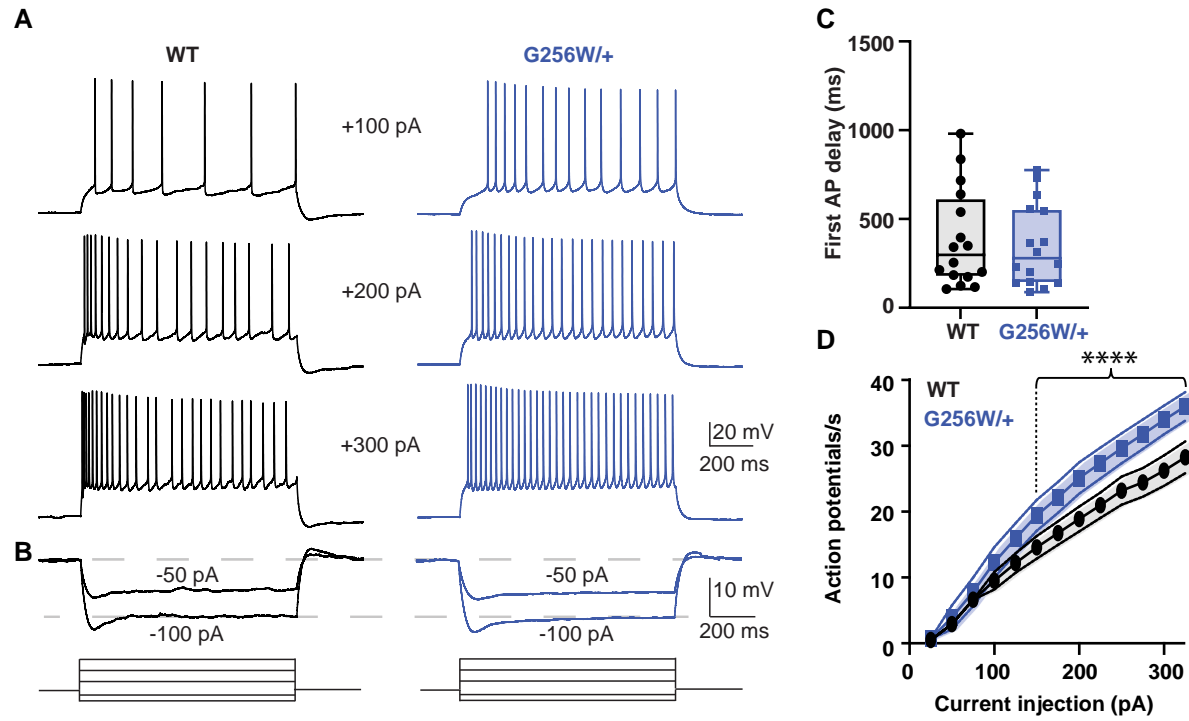 A
WT
G256W/+
+100 pA
+200 pA
+300 pA
20 mV
200 ms
B
-50 pA
-100 pA
-50 pA
-100 pA
10 mV
200 ms
C
First AP delay (ms)
1500
1000
500
0
WT
G256W/+
D
****
WT
G256W/+
Action potentials/s
40
30
20
10
0
0
100
200
300
Current injection (pA)